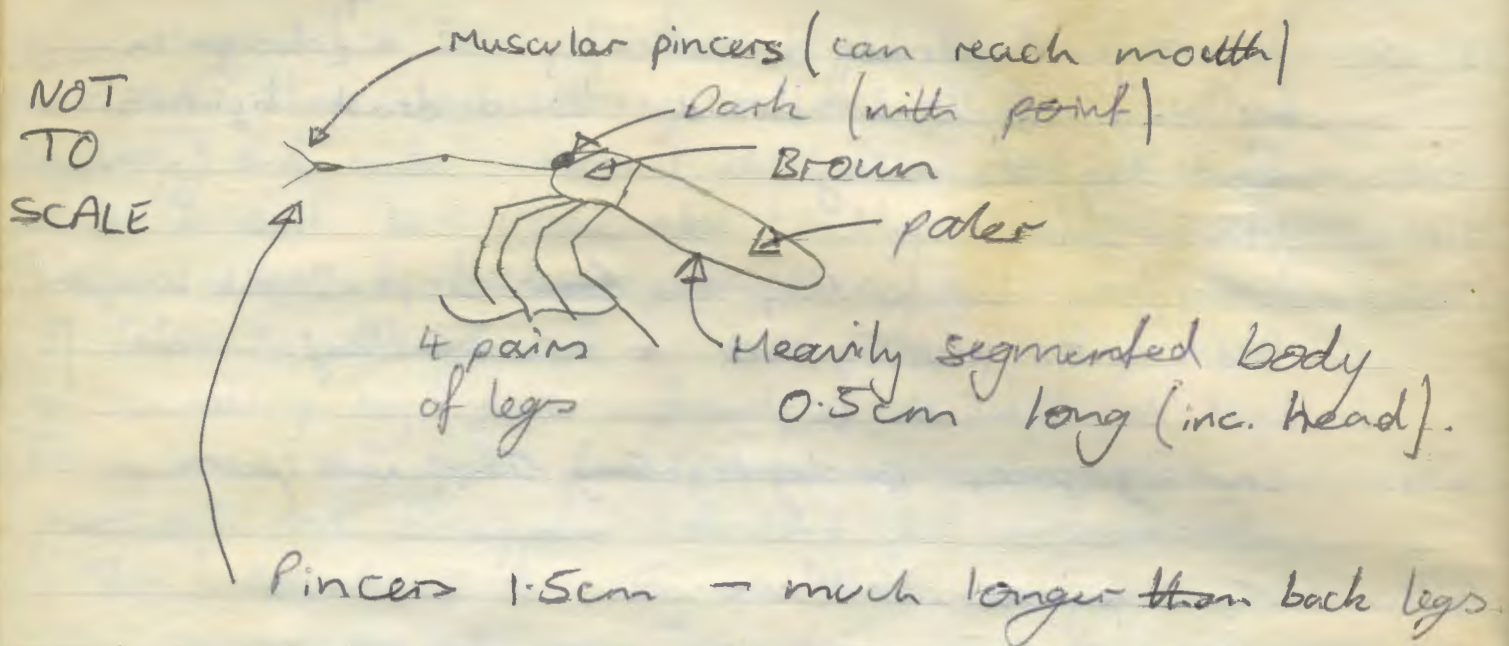 Muscular pincers (can reach mouth)
NOT
TO
SCALE
Dark (with point)
Brown
paler
4 pairs
of legs
Heavily segmented body
0.5cm long (inc. head).
Pincers 1.5cm – much longer than back legs.